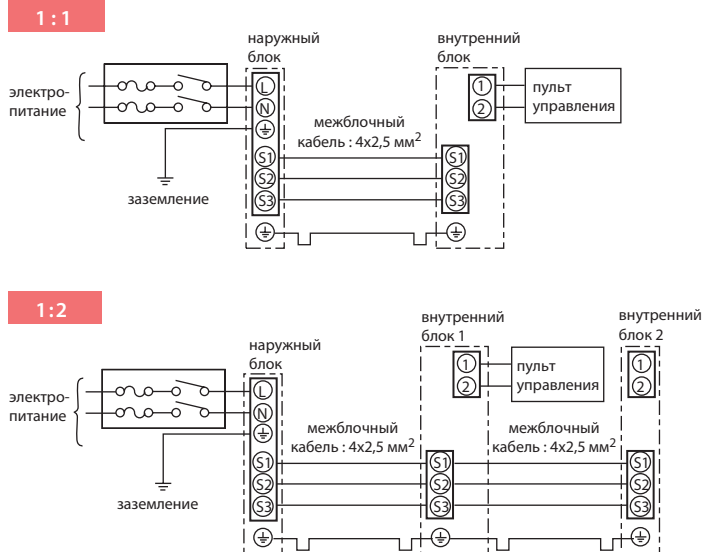 1:1
наружный
блок
внутренний
блок
электро-
питание
L
N
S1
S2
S3
заземление
межблочный
кабель : 4x2,5 мм²
S1
S2
S3
1
2
пульт
управления
1:2
наружный
блок
внутренний
блок 1
внутренний
блок 2
электро-
питание
L
N
S1
S2
S3
заземление
межблочный
кабель : 4x2,5 мм²
1
2
пульт
управления
S1
S2
S3
межблочный
кабель : 4x2,5 мм²
1
2
S1
S2
S3